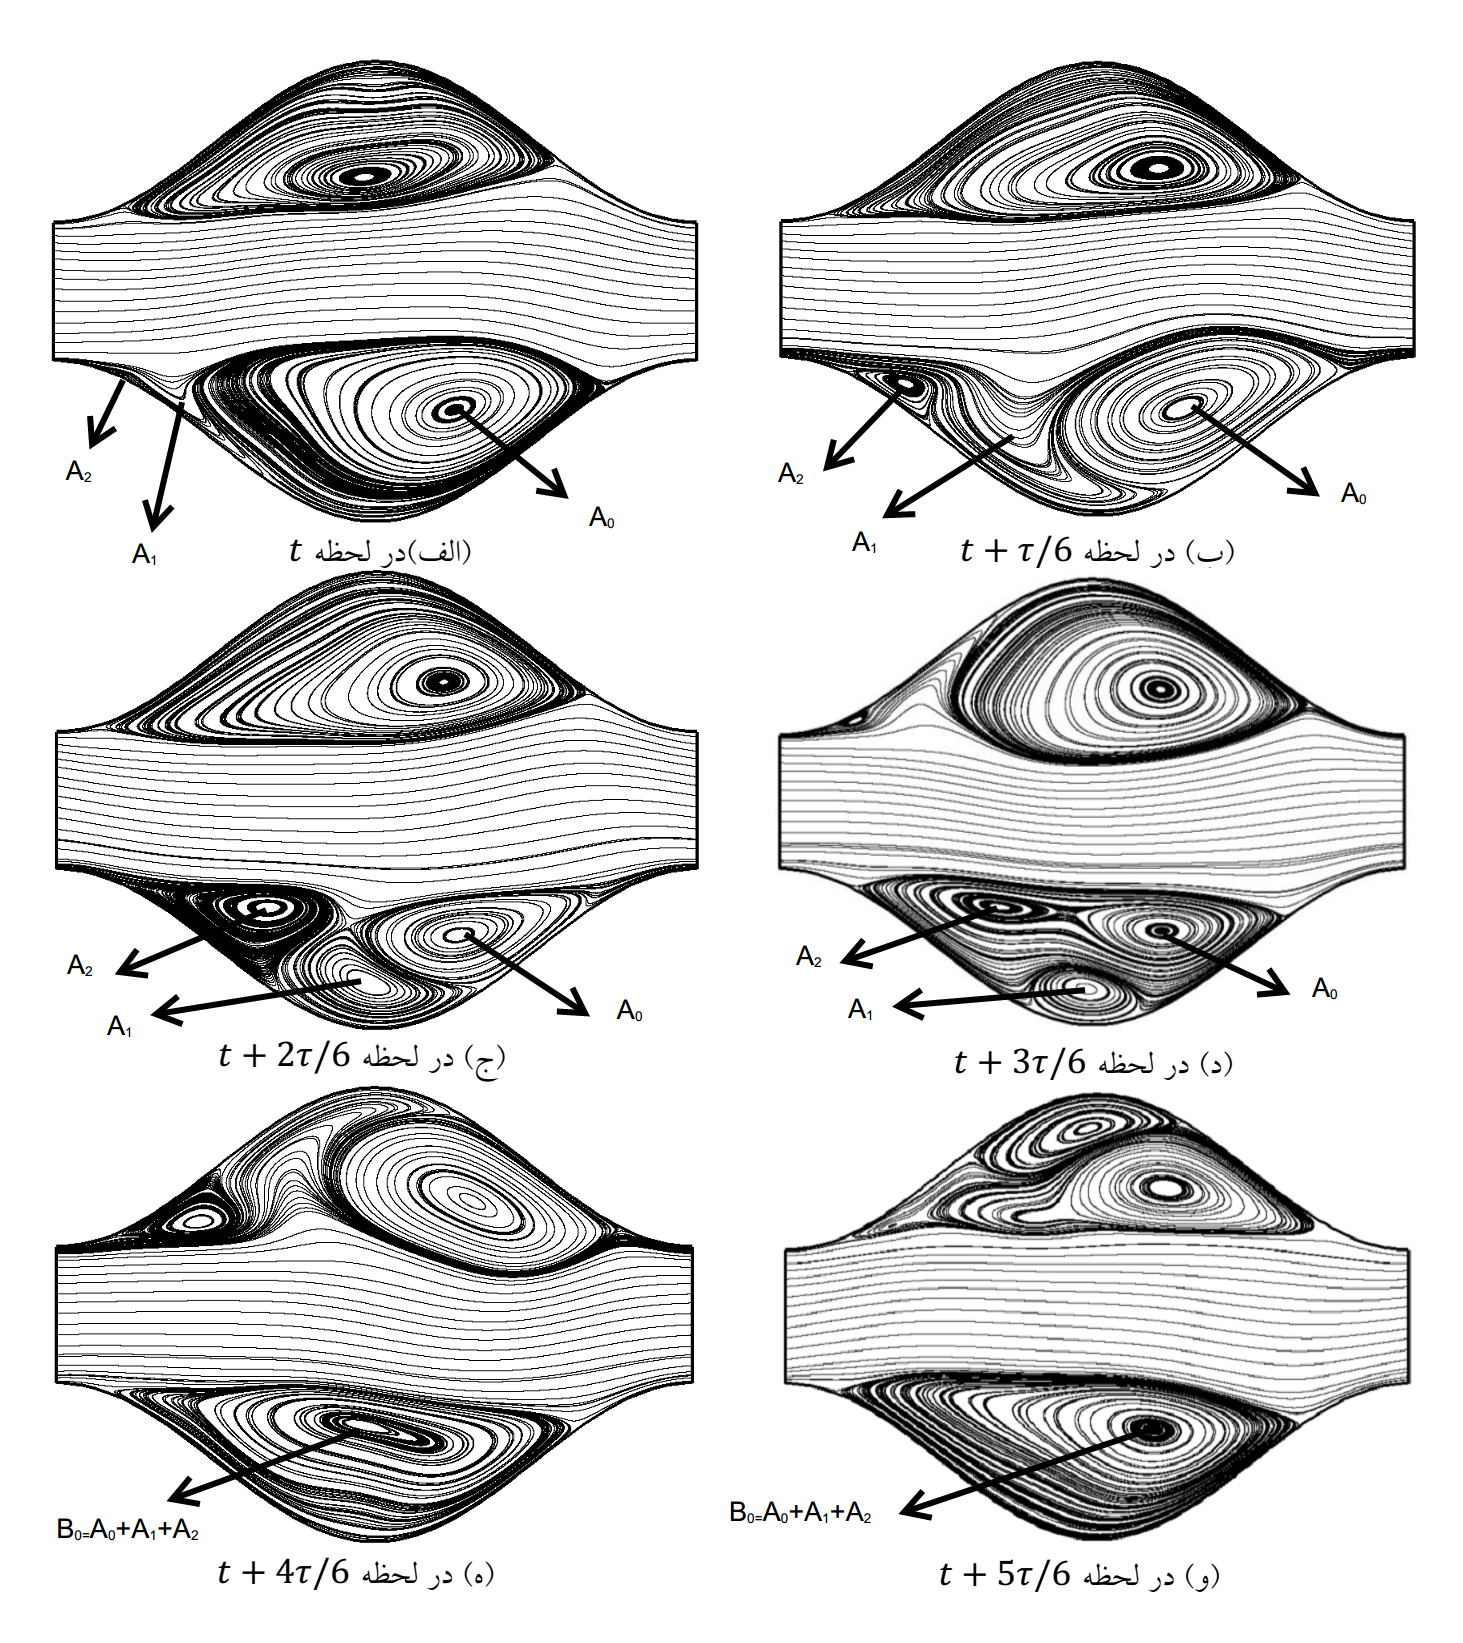 A₂
A₁
A₀
(الف)در لحظه t
A₂
A₁
A₀
(ب) در لحظه t + τ/6
A₂
A₁
A₀
(ج) در لحظه t + 2τ/6
A₂
A₁
A₀
(د) در لحظه t + 3τ/6
B₀₌A₀+A₁+A₂
(ه) در لحظه t + 4τ/6
B₀₌A₀+A₁+A₂
(و) در لحظه t + 5τ/6